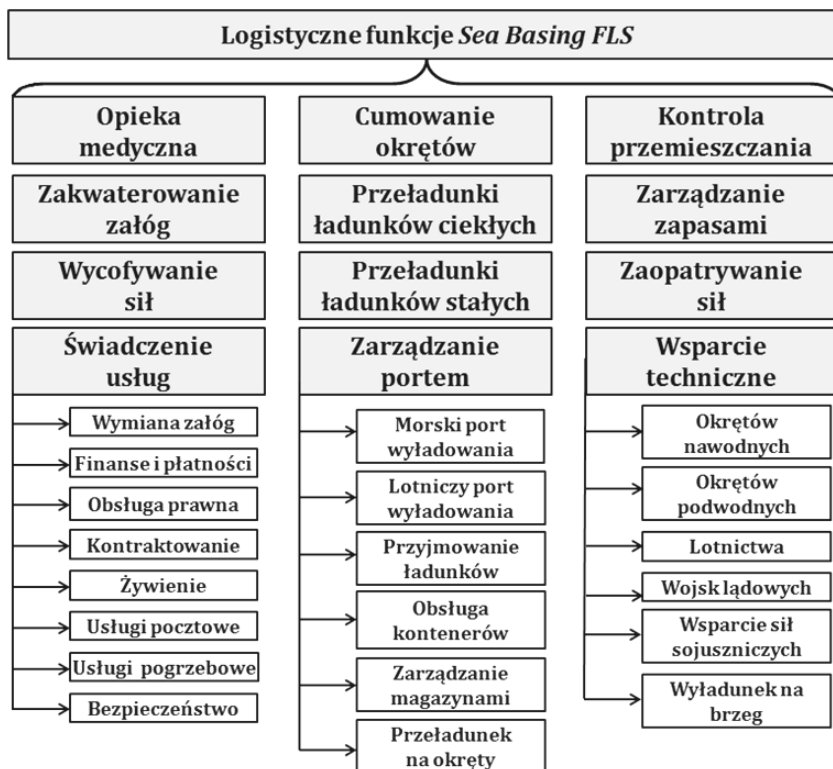 Logistyczne funkcje Sea Basing FLS
Opieka
medyczna
Zakwaterowanie
załóg
Wycofywanie
sił
Świadczenie
usług
Wymiana załóg
Finanse i płatności
Obsługa prawna
Kontraktowanie
Żywienie
Usługi pocztowe
Usługi pogrzebowe
Bezpieczeństwo
Cumowanie
okrętów
Przeładunki
ładunków ciekłych
Przeładunki
ładunków stałych
Zarządzanie
portem
Morski port
wyładowania
Lotniczy port
wyładowania
Przyjmowanie
ładunków
Obsługa
kontenerów
Zarządzanie
magazynami
Przeładunek
na okręty
Kontrola
przemieszczania
Zarządzanie
zapasami
Zaopatrywanie
sił
Wsparcie
techniczne
Okrętów
nawodnych
Okrętów
podwodnych
Lotnictwa
Wojsk lądowych
Wsparcie sił
sojuszniczych
Wyładunek na
brzeg